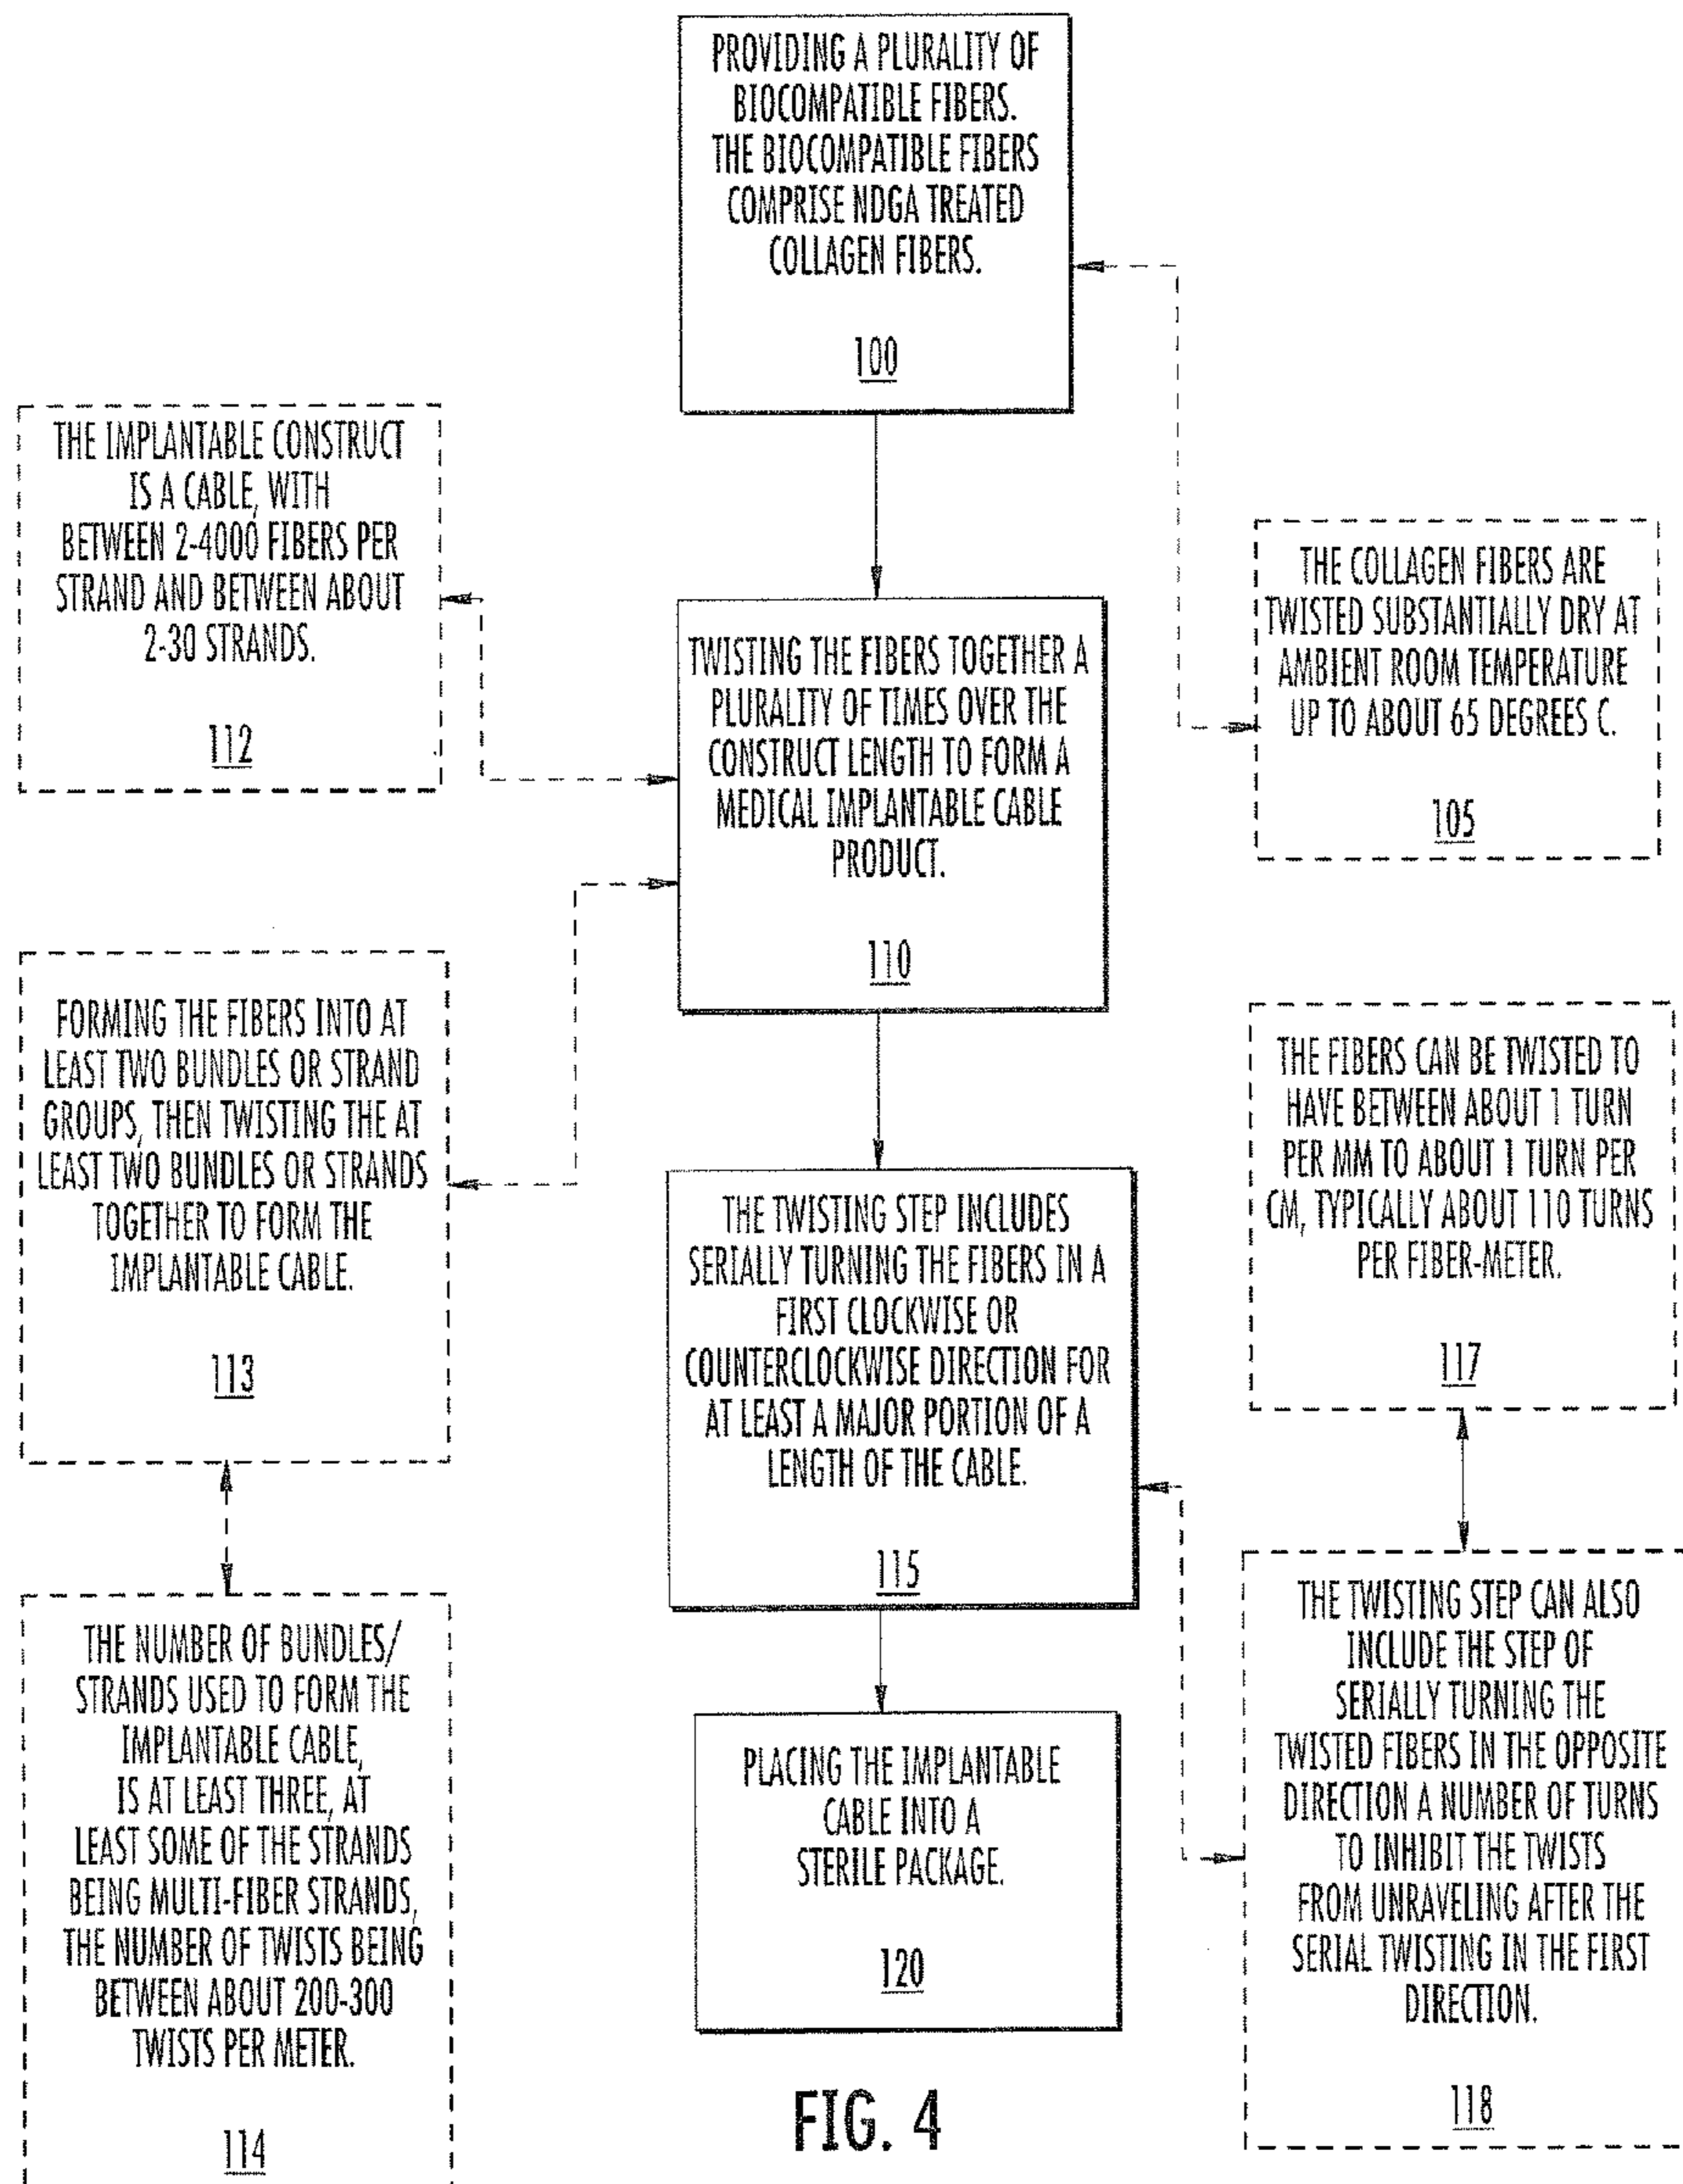 PROVIDING A PLURALITY OF
BIOCOMPATIBLE FIBERS.
THE BIOCOMPATIBLE FIBERS
COMPRISE NDGA TREATED
COLLAGEN FIBERS.
100
THE IMPLANTABLE CONSTRUCT
IS A CABLE, WITH
BETWEEN 2-4000 FIBERS PER
STRAND AND BETWEEN ABOUT
2-30 STRANDS.
112
THE COLLAGEN FIBERS ARE
TWISTED SUBSTANTIALLY DRY AT
AMBIENT ROOM TEMPERATURE
UP TO ABOUT 65 DEGREES C.
105
TWISTING THE FIBERS TOGETHER A
PLURALITY OF TIMES OVER THE
CONSTRUCT LENGTH TO FORM A
MEDICAL IMPLANTABLE CABLE
PRODUCT.
110
FORMING THE FIBERS INTO AT
LEAST TWO BUNDLES OR STRAND
GROUPS, THEN TWISTING THE AT
LEAST TWO BUNDLES OR STRANDS
TOGETHER TO FORM THE
IMPLANTABLE CABLE.
113
THE FIBERS CAN BE TWISTED TO
HAVE BETWEEN ABOUT 1 TURN
PER MM TO ABOUT 1 TURN PER
CM, TYPICALLY ABOUT 110 TURNS
PER FIBER-METER.
117
THE TWISTING STEP INCLUDES
SERIALLY TURNING THE FIBERS IN A
FIRST CLOCKWISE OR
COUNTERCLOCKWISE DIRECTION FOR
AT LEAST A MAJOR PORTION OF A
LENGTH OF THE CABLE.
115
THE NUMBER OF BUNDLES/
STRANDS USED TO FORM THE
IMPLANTABLE CABLE,
IS AT LEAST THREE, AT
LEAST SOME OF THE STRANDS
BEING MULTI-FIBER STRANDS,
THE NUMBER OF TWISTS BEING
BETWEEN ABOUT 200-300
TWISTS PER METER.
114
THE TWISTING STEP CAN ALSO
INCLUDE THE STEP OF
SERIALLY TURNING THE
TWISTED FIBERS IN THE OPPOSITE
DIRECTION A NUMBER OF TURNS
TO INHIBIT THE TWISTS
FROM UNRAVELING AFTER THE
SERIAL TWISTING IN THE FIRST
DIRECTION.
118
PLACING THE IMPLANTABLE
CABLE INTO A
STERILE PACKAGE.
120
FIG. 4